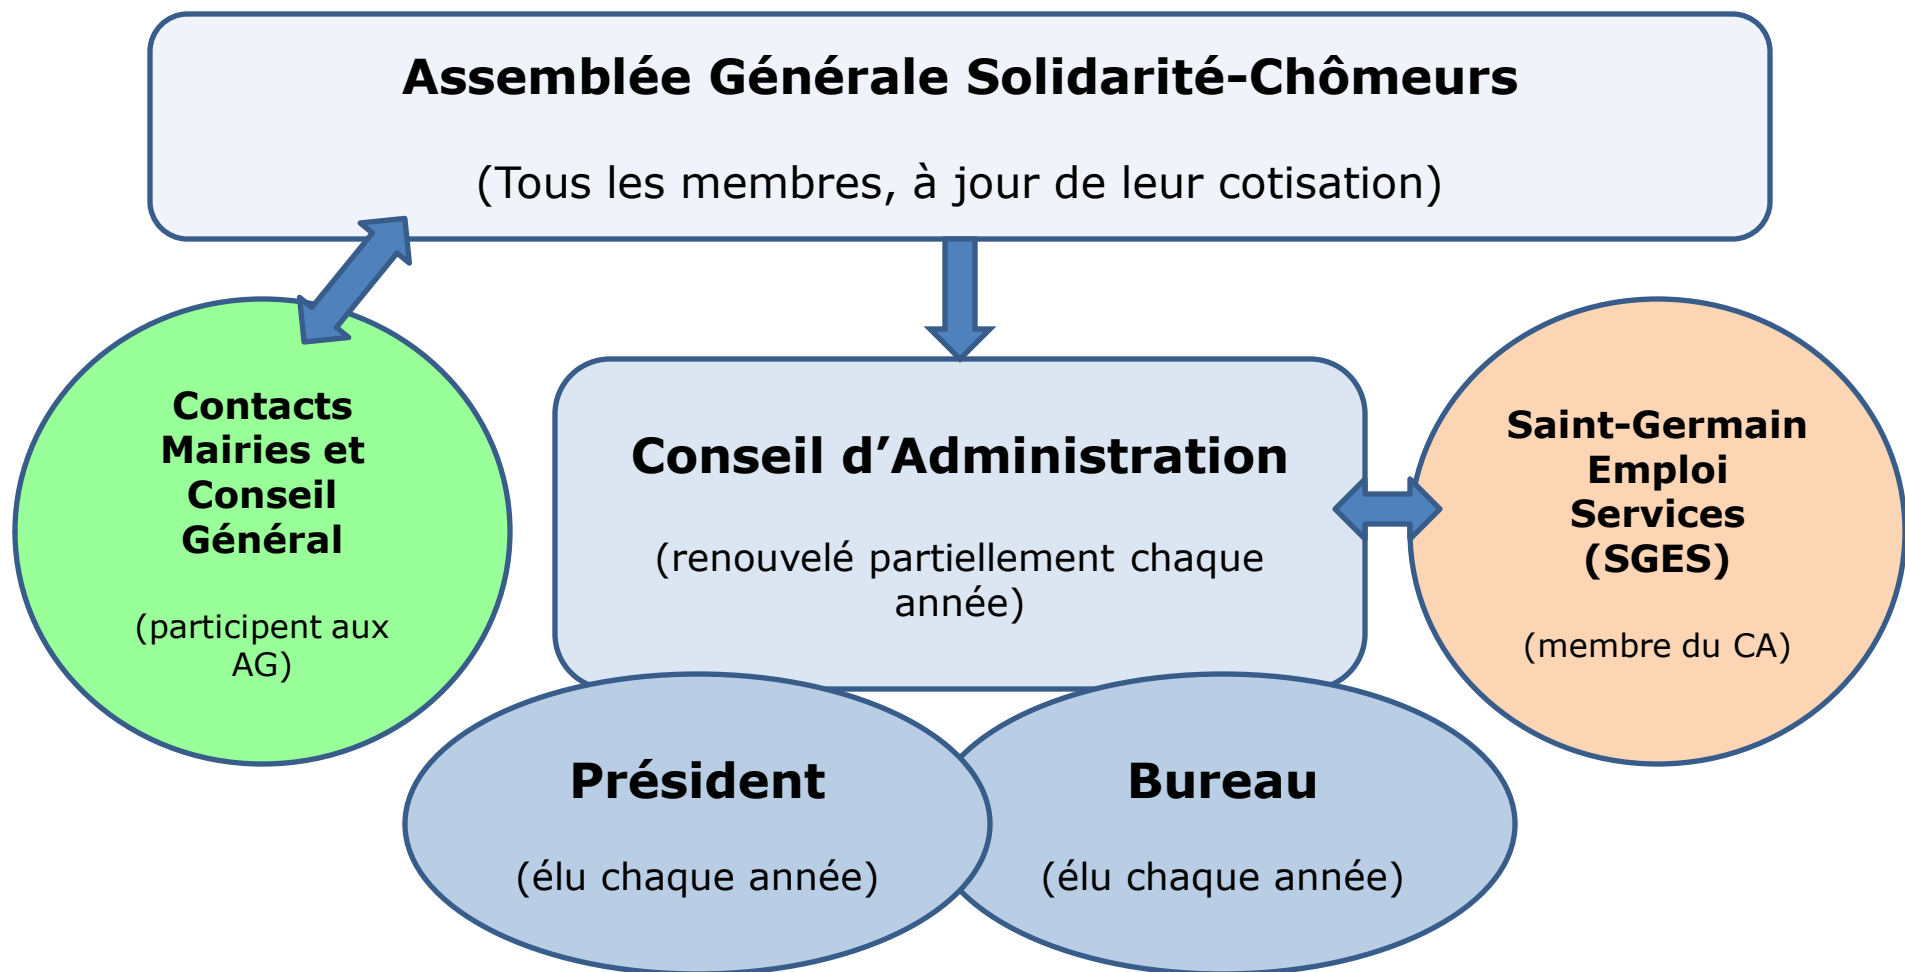 Assemblée Générale Solidarité-Chômeurs
(Tous les membres, à jour de leur cotisation)
Contacts
Mairies et
Conseil
Général
(participent aux
AG)
Conseil d’Administration
(renouvelé partiellement chaque
année)
Saint-Germain
Emploi
Services
(SGES)
(membre du CA)
Président
(élu chaque année)
Bureau
(élu chaque année)